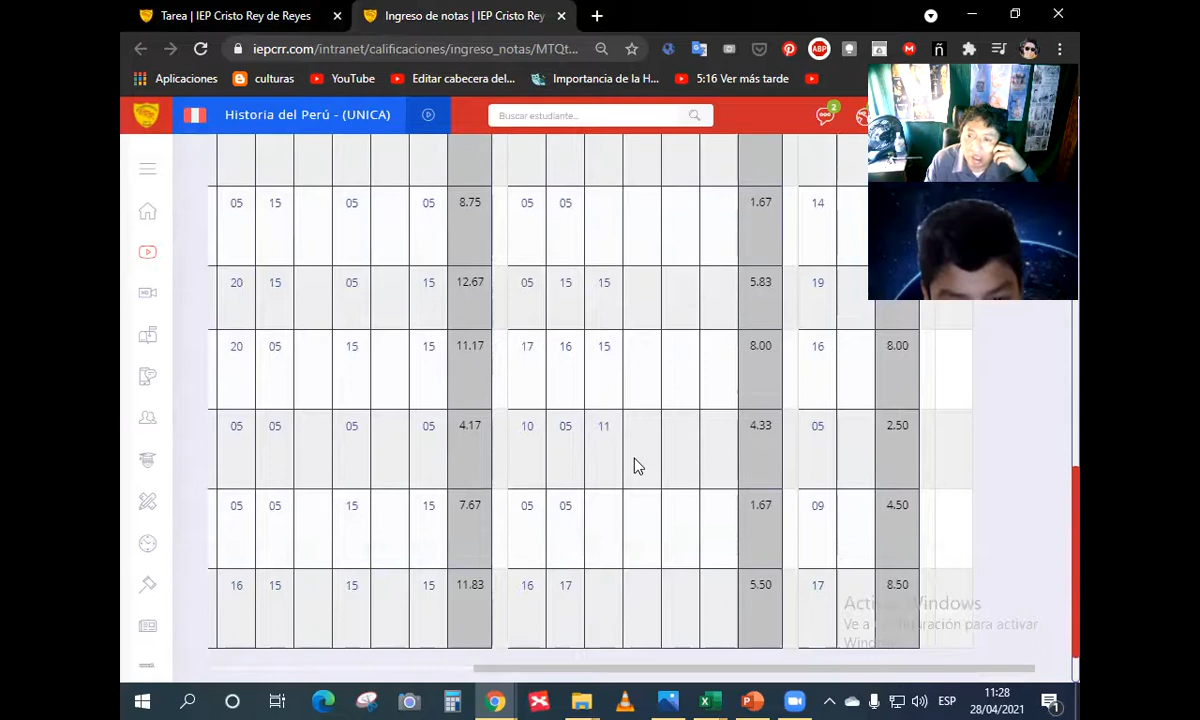 Tarea | IEP Cristo Rey de Reyes
Ingreso de notas | IEP Cristo Rey
iepcrr.com/intranet/calificaciones/ingreso_notas/MTQt...
ABP
M
ñ
Aplicaciones
culturas
YouTube
Editar cabecera del...
Importancia de la H...
5:16 Ver más tarde
Historia del Perú - (UNICA)
Buscar estudiante...
2
05 15 05 05 8.75 05 05 1.67 14
20 15 05 15 12.67 05 15 15 5.83 19
20 05 15 15 11.17 17 16 15 8.00 16 8.00
05 05 05 05 4.17 10 05 11 4.33 05 2.50
05 05 15 15 7.67 05 05 1.67 09 4.50
16 15 15 15 11.83 16 17 5.50 17 8.50
Windows
Ve a configuración para activar
ESP
11:28
28/04/2021
1